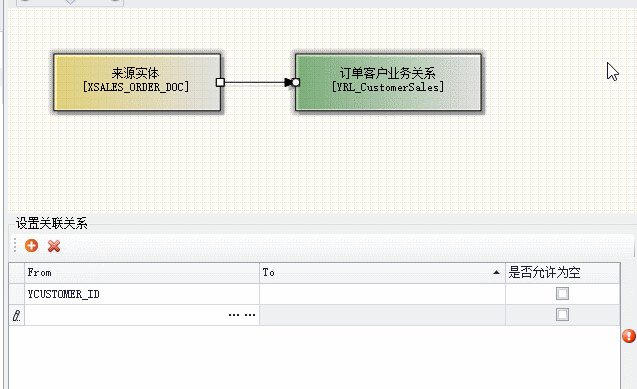 来源实体
[XSALES_ORDER_DOC]
订单客户业务关系
[YRL_CustomerSales]
设置关联关系
From To 是否允许为空
YCUSTOMER_ID
... ...